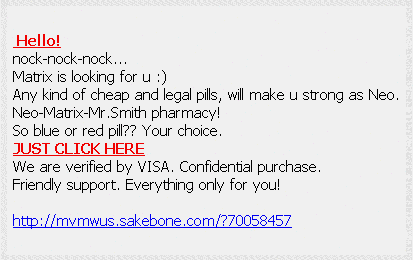 Hello!
nock-nock-nock...
Matrix is looking for u :)
Any kind of cheap and legal pills, will make u strong as Neo.
Neo-Matrix-Mr.Smith pharmacy!
So blue or red pill?? Your choice.
JUST CLICK HERE
We are verified by VISA. Confidential purchase.
Friendly support. Everything only for you!
http://mvmwus.sakebone.com/?70058457